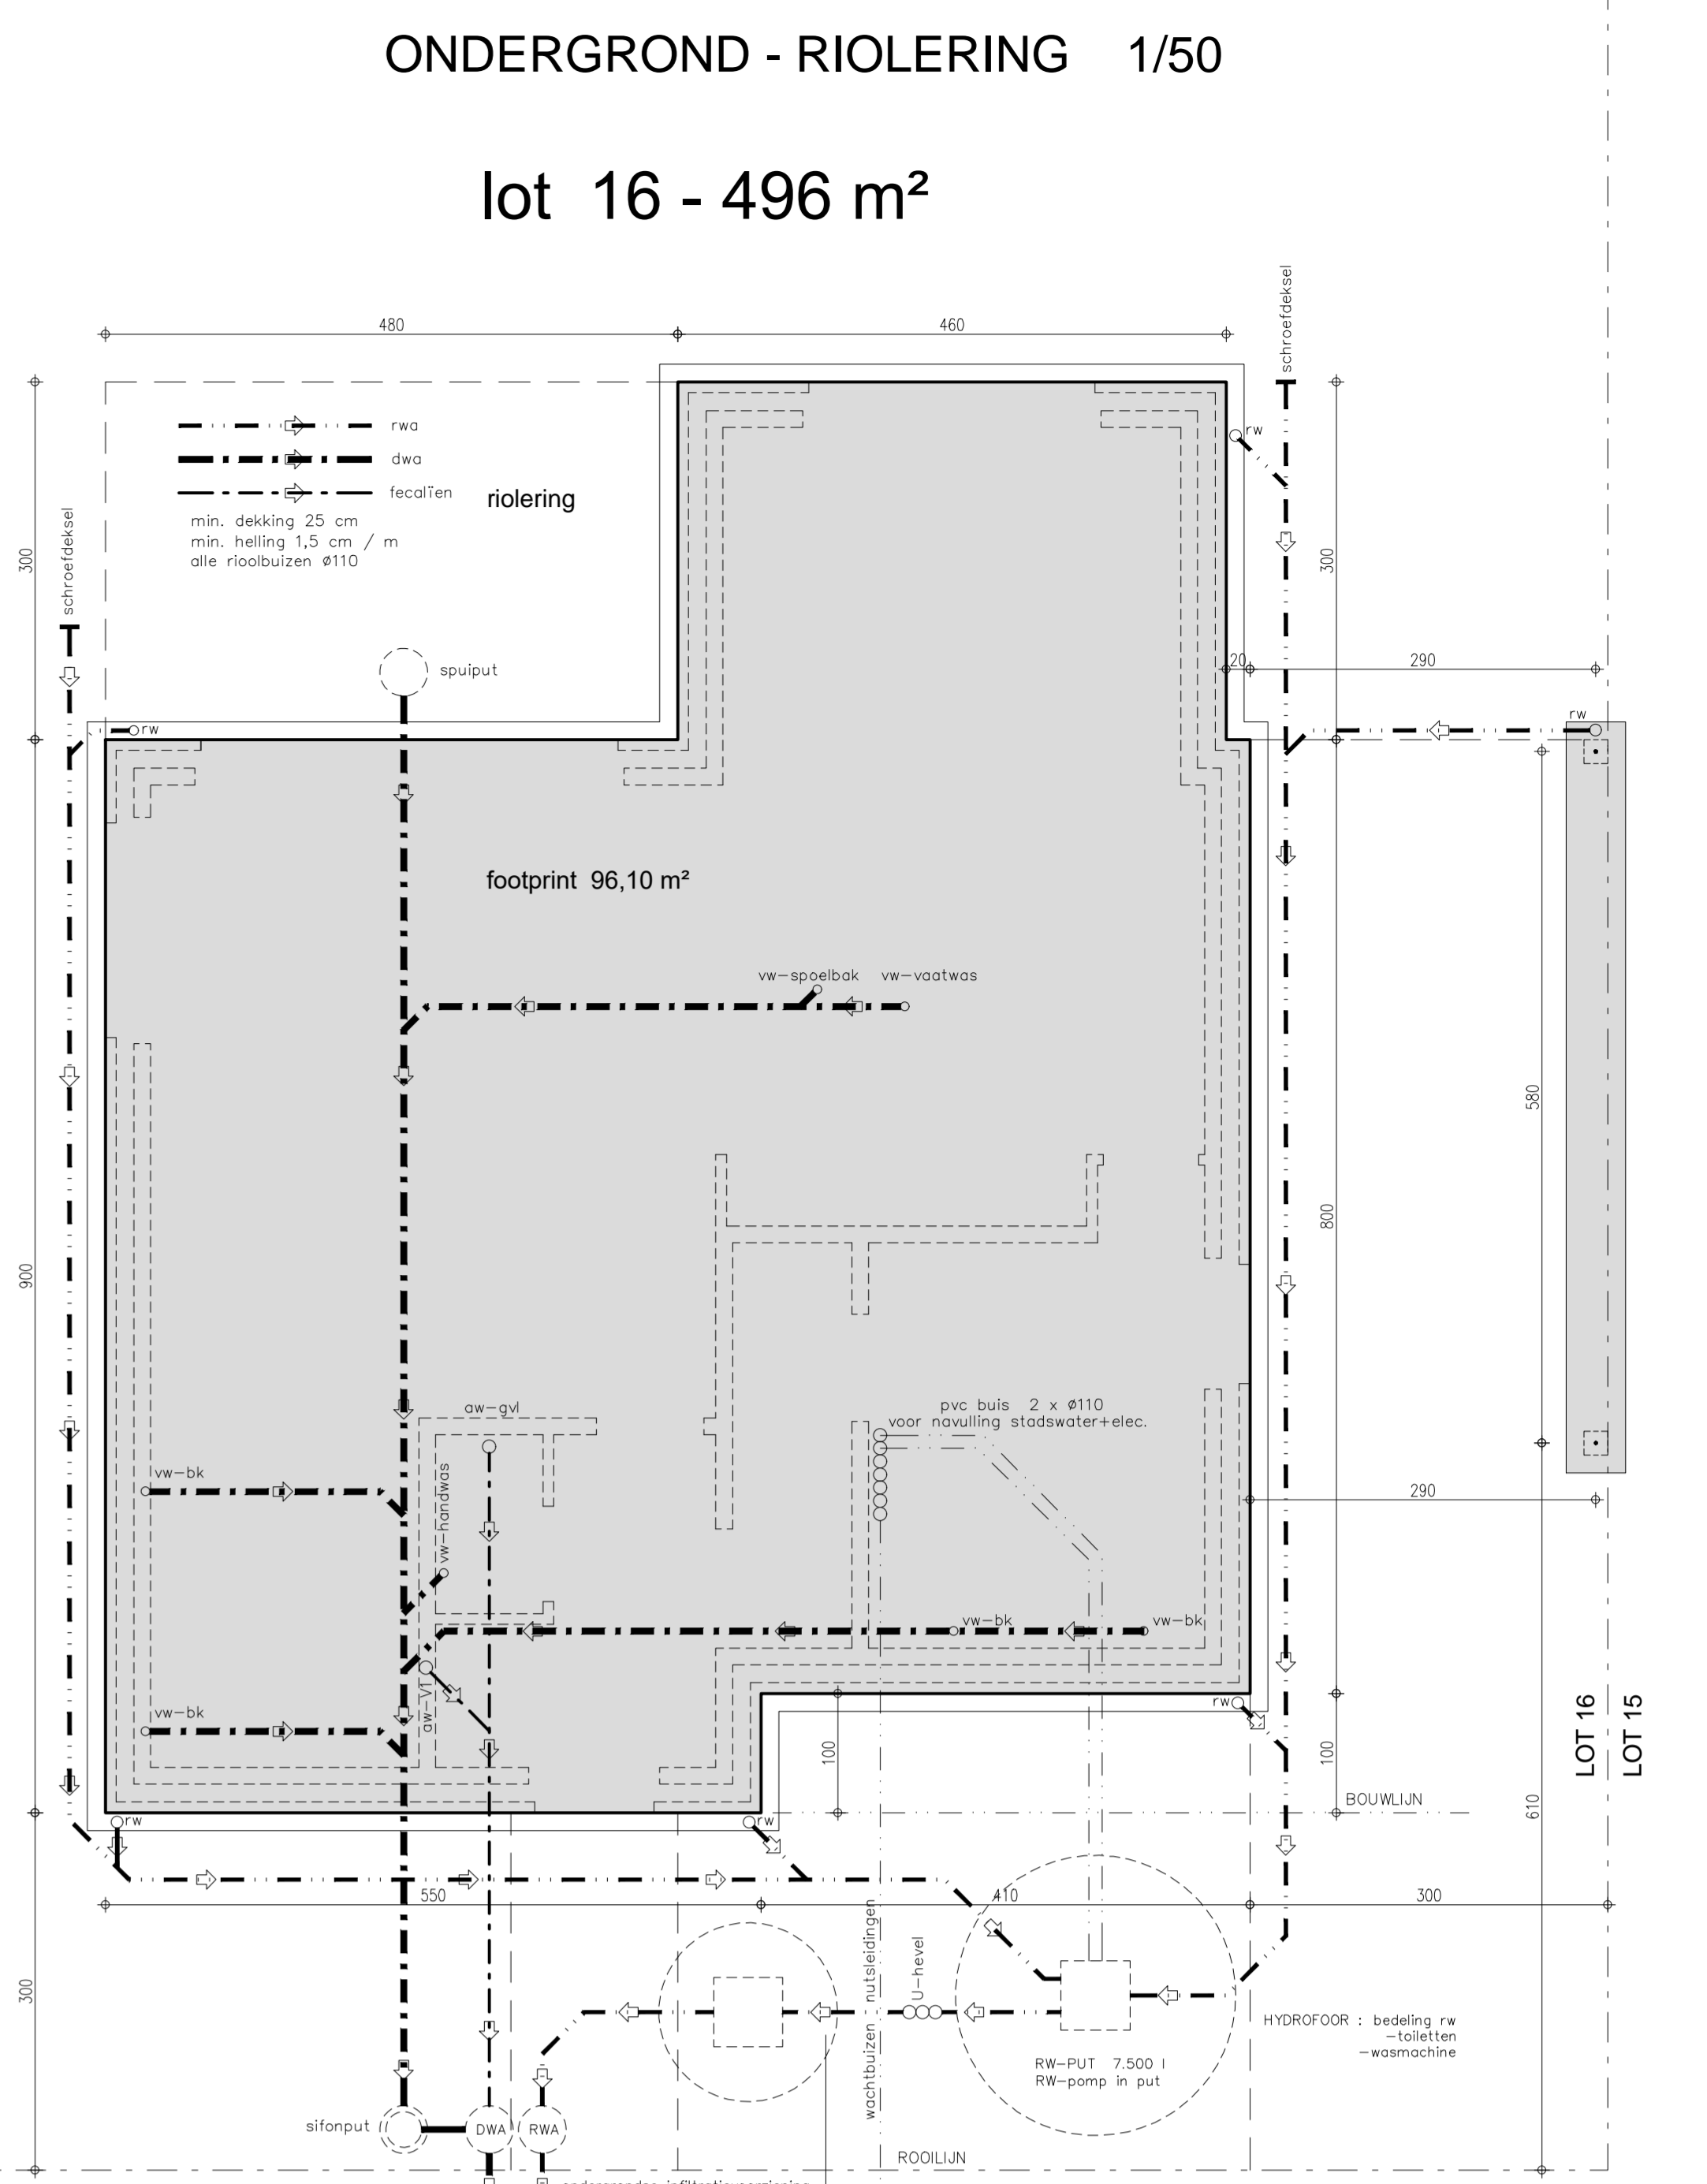 ONDERGROND - RIOLERING 1/50
lot 16 - 496 m²
schroefdeksel
480
460
rw
rwa
dwa
fecaliën
riolering
min. dekking 25 cm
min. helling 1,5 cm / m
alle rioolbuizen ø110
schroefdeksel
300
300
spuiput
20
290
rw
rw
footprint 96,10 m²
vw-spoelbak vw-vaatwas
580
800
900
aw-gvl
pvc buis 2 x ø110
voor navulling stadswater+elec.
vw-bk
vw-handwas
290
vw-bk
vw-bk
aw-V1
vw-bk
rw
100
100
LOT 16
LOT 15
BOUWLIJN
610
rw
rw
550
410
300
wachtbuizen nutsleidingen
U-hevel
300
HYDROFOOR : bedeling rw
-toiletten
-wasmachine
RW-PUT 7.500 l
RW-pomp in put
sifonput
DWA
RWA
ROOILIJN